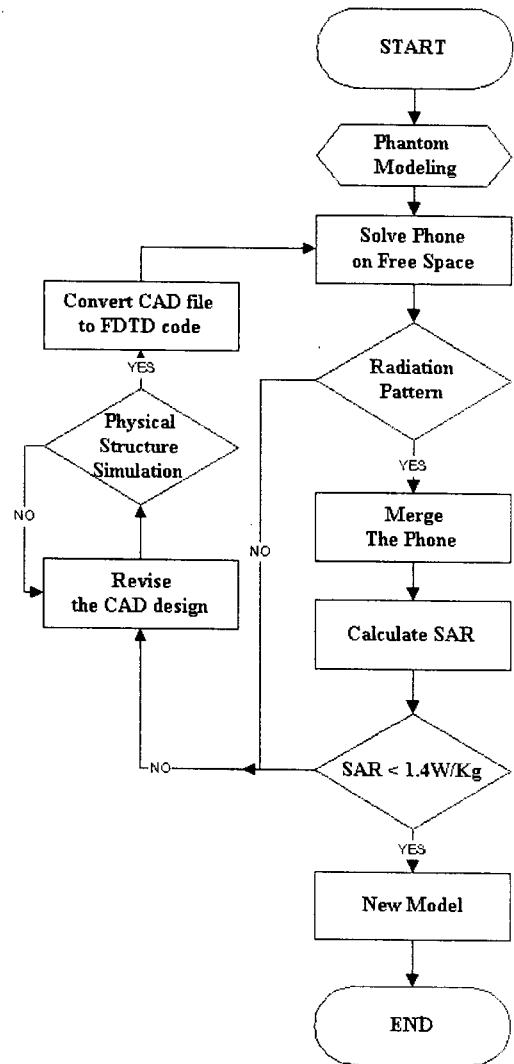 START
Phantom
Modeling
Solve Phone
on Free Space
Convert CAD file
to FDTD code
YES
Radiation
Pattern
Physical
Structure
Simulation
YES
NO
Merge
The Phone
NO
Revise
the CAD design
Calculate SAR
NO
SAR < 1.4W/Kg
YES
New Model
END